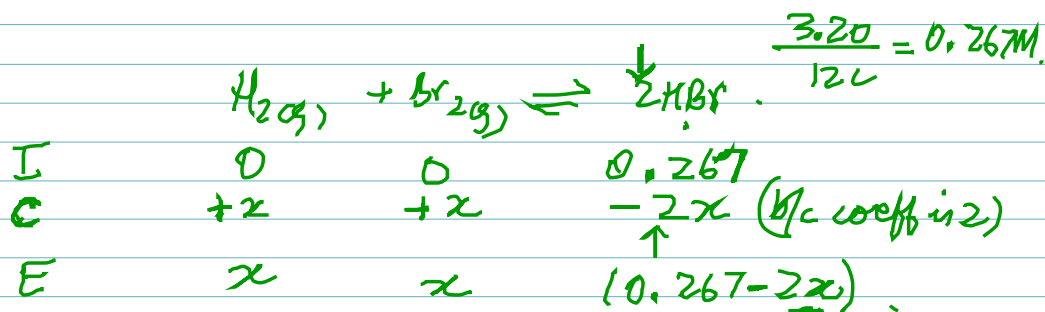 3.20 / 12L = 0.267M.
H₂(g) + Br₂(g) ⇌ 2HBr.
I 0 0 0.267
C +x +x -2x (b/c coeff is 2)
E x x (0.267-2x).